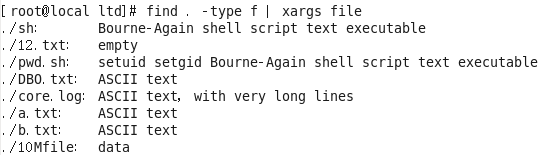 [root@local ltd]# find . -type f | xargs file
./sh:      Bourne-Again shell script text executable
./12.txt:   empty
./pwd.sh:   setuid setgid Bourne-Again shell script text executable
./DBO.txt:  ASCII text
./core.log: ASCII text, with very long lines
./a.txt:    ASCII text
./b.txt:    ASCII text
./10Mfile:  data